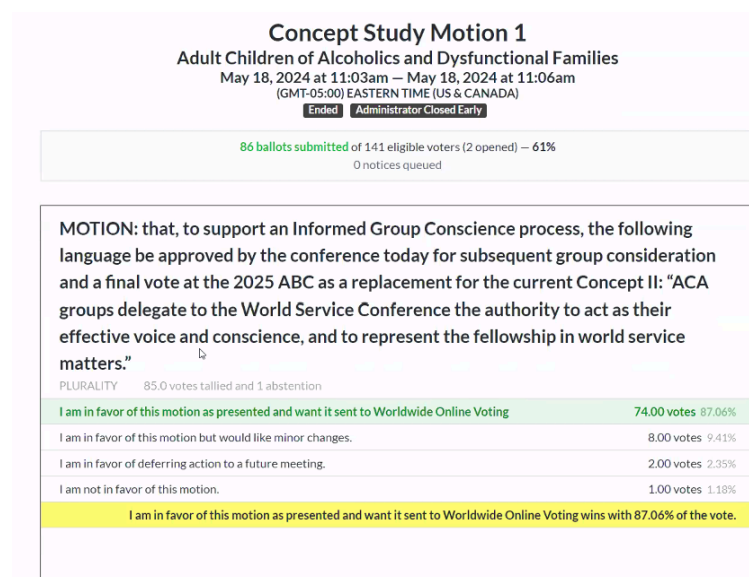 Concept Study Motion 1
Adult Children of Alcoholics and Dysfunctional Families
May 18, 2024 at 11:03am — May 18, 2024 at 11:06am
(GMT-05:00) EASTERN TIME (US & CANADA)
Ended Administrator Closed Early
86 ballots submitted of 141 eligible voters (2 opened) — 61%
0 notices queued
MOTION: that, to support an Informed Group Conscience process, the following
language be approved by the conference today for subsequent group consideration
and a final vote at the 2025 ABC as a replacement for the current Concept II: “ACA
groups delegate to the World Service Conference the authority to act as their
effective voice and conscience, and to represent the fellowship in world service
matters.”
PLURALITY 85.0 votes tallied and 1 abstention
I am in favor of this motion as presented and want it sent to Worldwide Online Voting 74.00 votes 87.06%
I am in favor of this motion but would like minor changes. 8.00 votes 9.41%
I am in favor of deferring action to a future meeting. 2.00 votes 2.35%
I am not in favor of this motion. 1.00 votes 1.18%
I am in favor of this motion as presented and want it sent to Worldwide Online Voting wins with 87.06% of the vote.